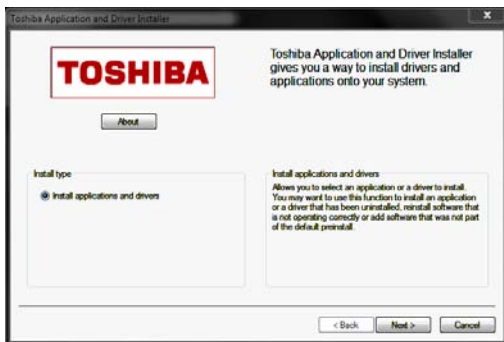 Toshiba Application and Driver Installer
x
TOSHIBA
Toshiba Application and Driver Installer
gives you a way to install drivers and
applications onto your system.
About
Install type
Install applications and drivers
Install applications and drivers
Allows you to select an application or a driver to install.
You may want to use this function to install an application
or a driver that has been uninstalled, reinstall software that
is not operating correctly or add software that was not part
of the default preinstall.
< Back
Next >
Cancel